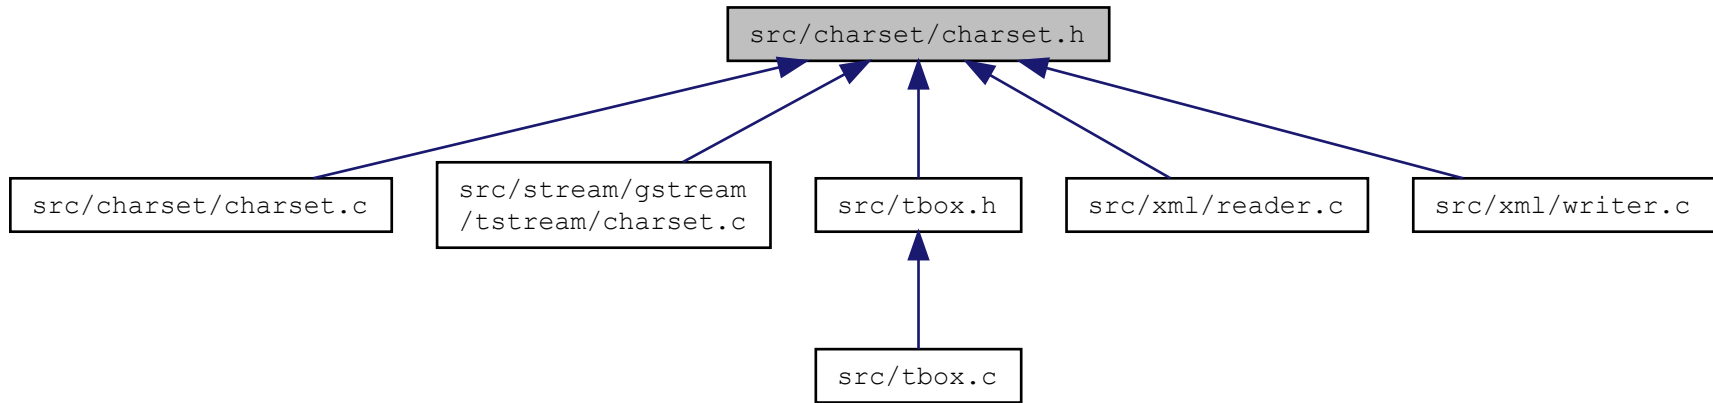 src/charset/charset.h
src/charset/charset.c
src/stream/gstream
/tstream/charset.c
src/tbox.h
src/xml/reader.c
src/xml/writer.c
src/tbox.c